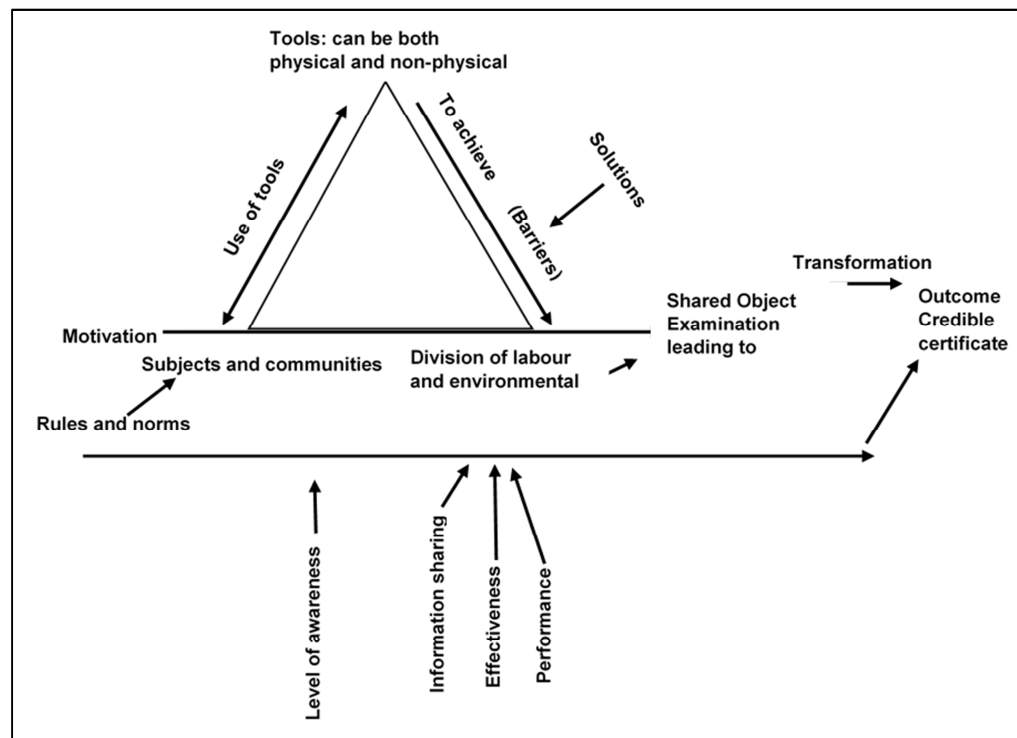 Tools: can be both
physical and non-physical
Use of tools
To achieve
(Barriers)
Solutions
Transformation
Shared Object
Examination
leading to
Outcome
Credible
certificate
Motivation
Subjects and communities
Division of labour
and environmental
Rules and norms
Level of awareness
Information sharing
Effectiveness
Performance